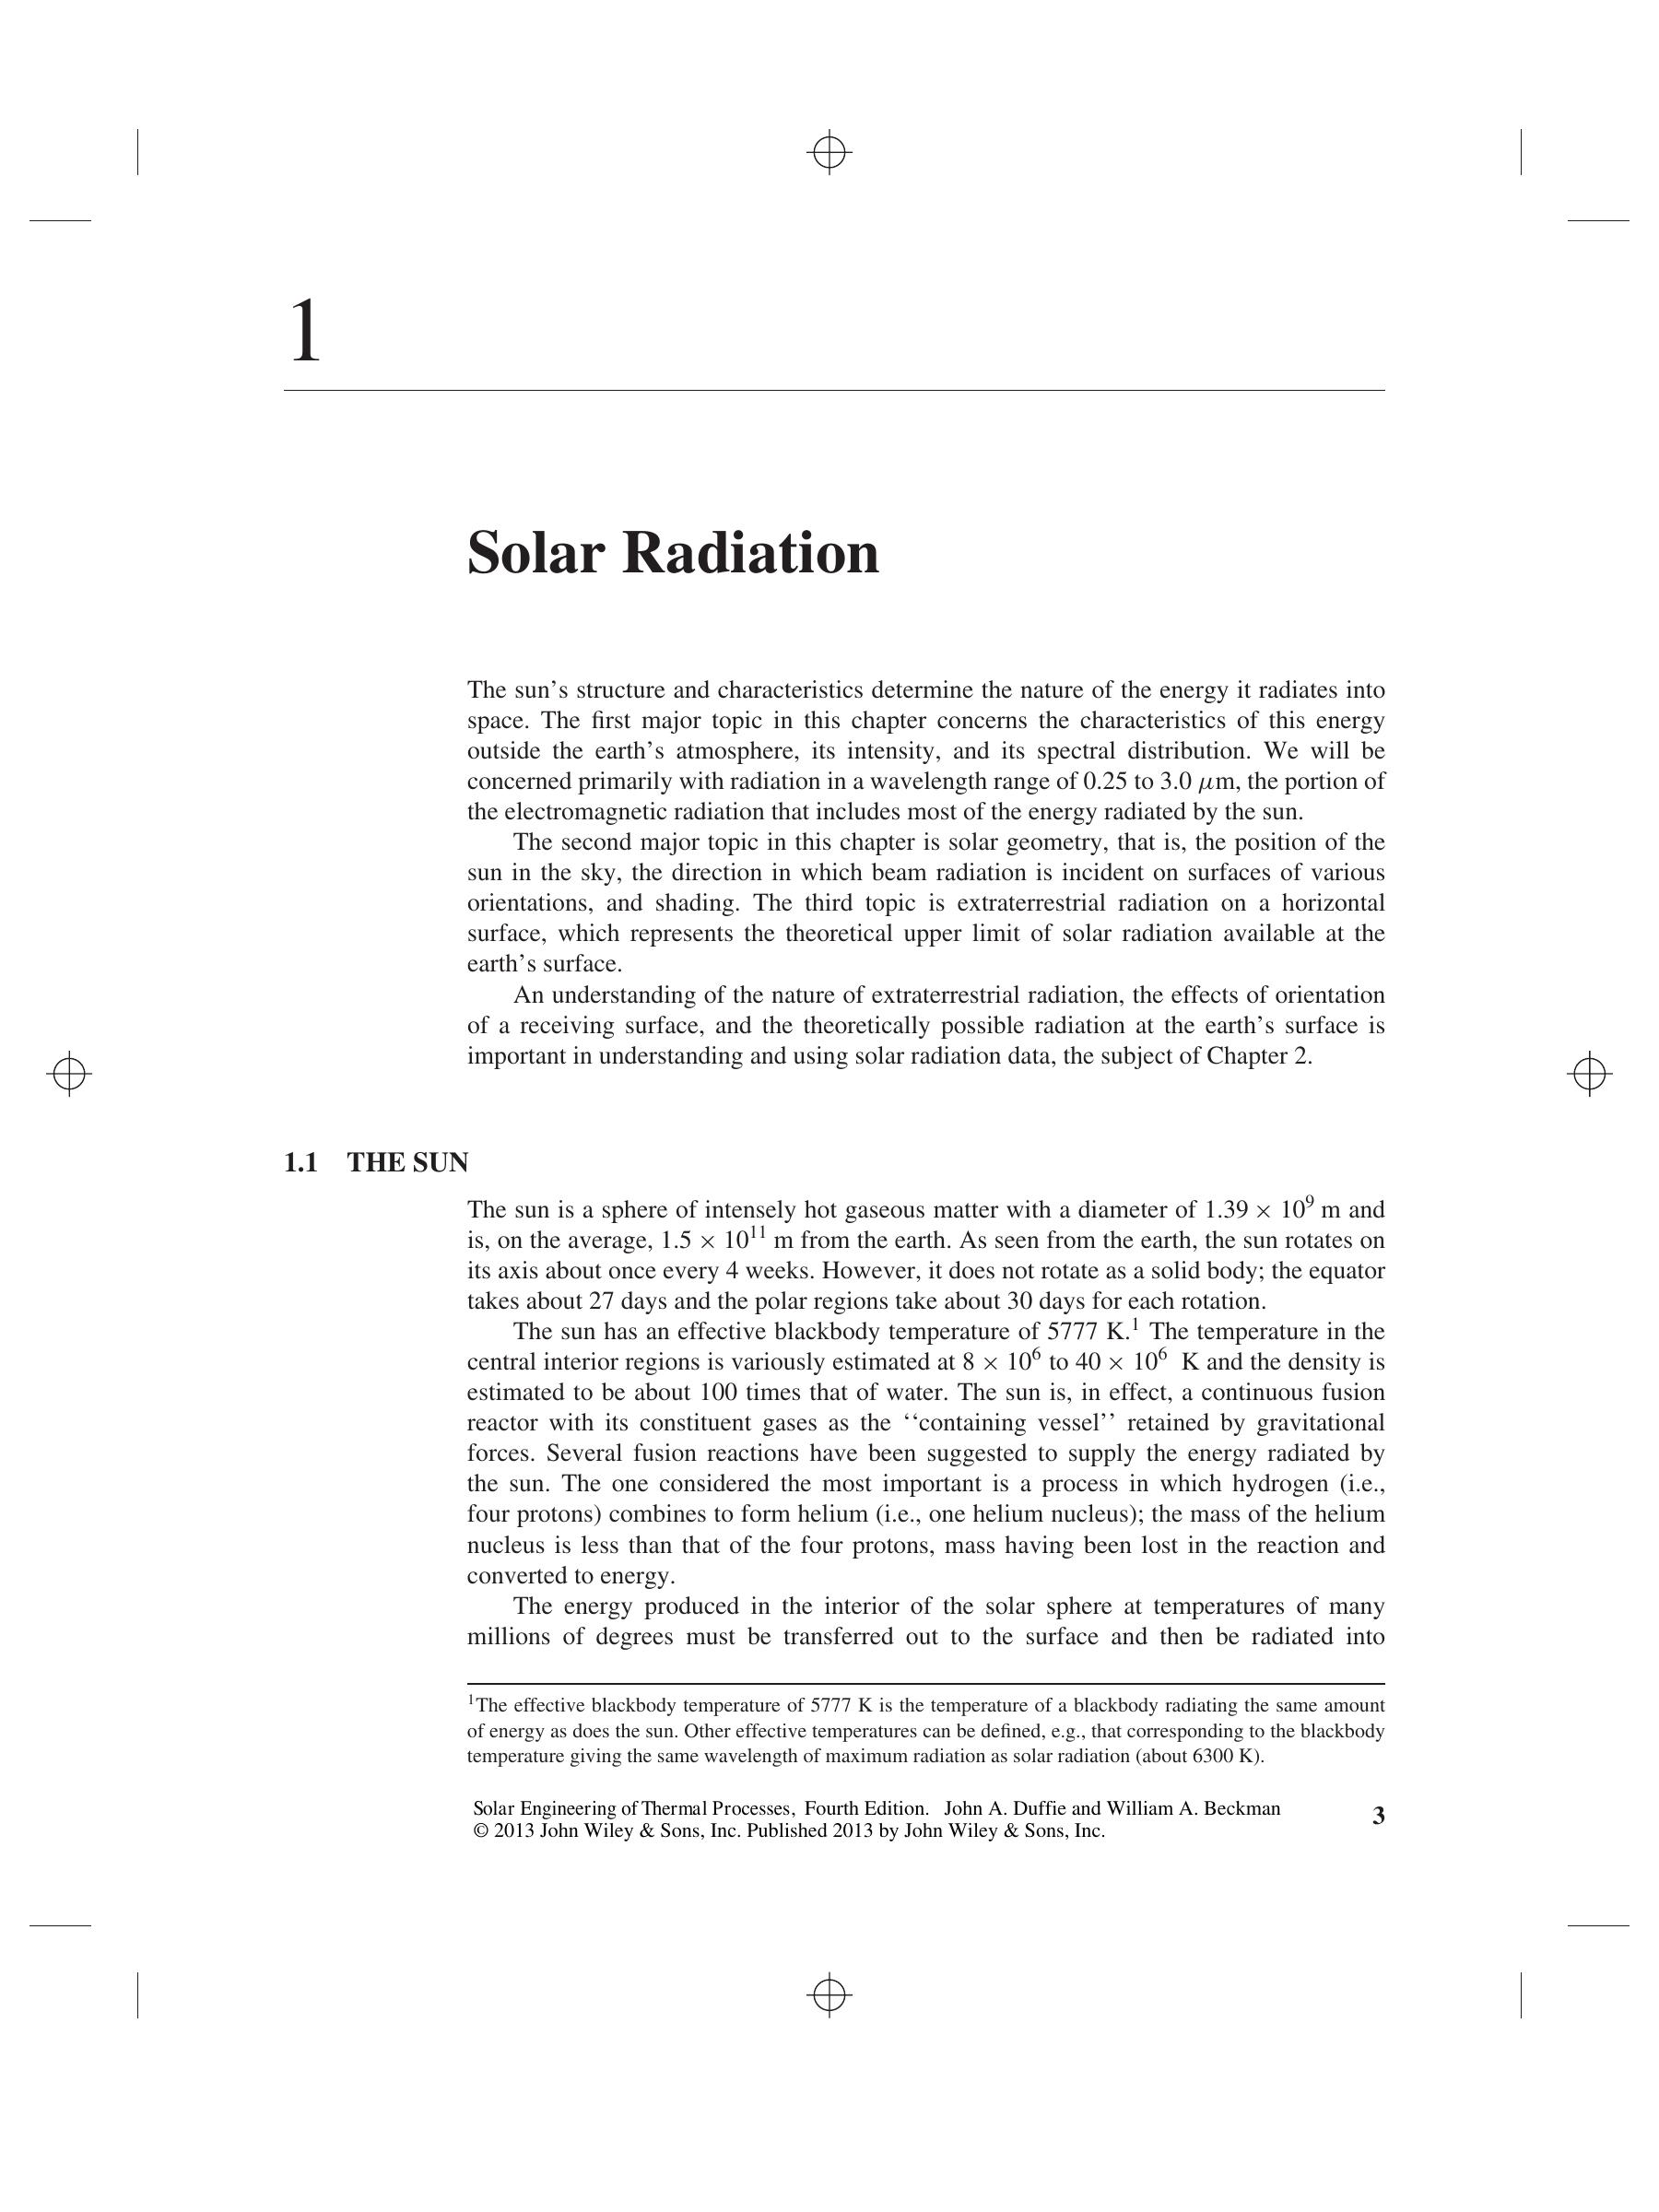 1
Solar Radiation
The sun’s structure and characteristics determine the nature of the energy it radiates into
space. The first major topic in this chapter concerns the characteristics of this energy
outside the earth’s atmosphere, its intensity, and its spectral distribution. We will be
concerned primarily with radiation in a wavelength range of 0.25 to 3.0 μm, the portion of
the electromagnetic radiation that includes most of the energy radiated by the sun.
The second major topic in this chapter is solar geometry, that is, the position of the
sun in the sky, the direction in which beam radiation is incident on surfaces of various
orientations, and shading. The third topic is extraterrestrial radiation on a horizontal
surface, which represents the theoretical upper limit of solar radiation available at the
earth’s surface.
An understanding of the nature of extraterrestrial radiation, the effects of orientation
of a receiving surface, and the theoretically possible radiation at the earth’s surface is
important in understanding and using solar radiation data, the subject of Chapter 2.
1.1 THE SUN
The sun is a sphere of intensely hot gaseous matter with a diameter of 1.39 × 10⁹ m and
is, on the average, 1.5 × 10¹¹ m from the earth. As seen from the earth, the sun rotates on
its axis about once every 4 weeks. However, it does not rotate as a solid body; the equator
takes about 27 days and the polar regions take about 30 days for each rotation.
The sun has an effective blackbody temperature of 5777 K.¹ The temperature in the
central interior regions is variously estimated at 8 × 10⁶ to 40 × 10⁶ K and the density is
estimated to be about 100 times that of water. The sun is, in effect, a continuous fusion
reactor with its constituent gases as the ‘‘containing vessel’’ retained by gravitational
forces. Several fusion reactions have been suggested to supply the energy radiated by
the sun. The one considered the most important is a process in which hydrogen (i.e.,
four protons) combines to form helium (i.e., one helium nucleus); the mass of the helium
nucleus is less than that of the four protons, mass having been lost in the reaction and
converted to energy.
The energy produced in the interior of the solar sphere at temperatures of many
millions of degrees must be transferred out to the surface and then be radiated into
¹The effective blackbody temperature of 5777 K is the temperature of a blackbody radiating the same amount
of energy as does the sun. Other effective temperatures can be defined, e.g., that corresponding to the blackbody
temperature giving the same wavelength of maximum radiation as solar radiation (about 6300 K).
Solar Engineering of Thermal Processes, Fourth Edition. John A. Duffie and William A. Beckman
© 2013 John Wiley & Sons, Inc. Published 2013 by John Wiley & Sons, Inc.
3